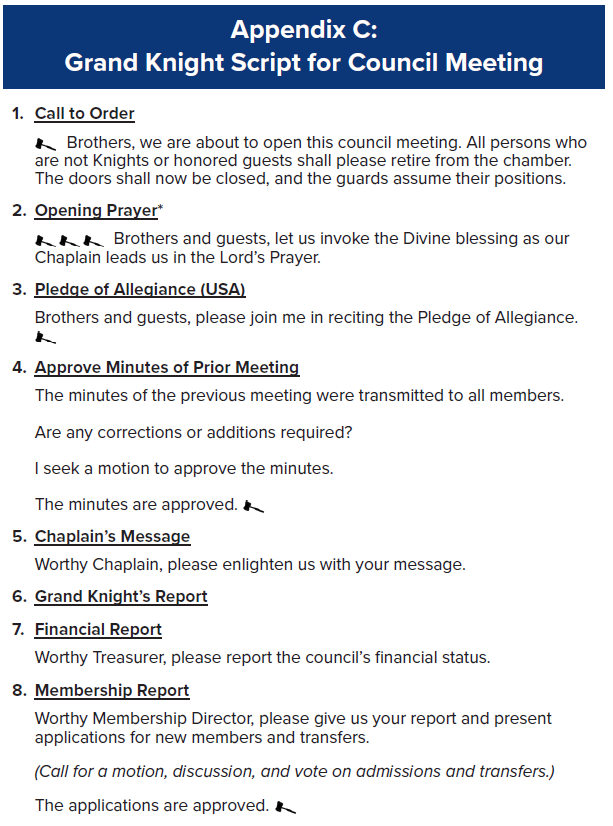 Appendix C:
Grand Knight Script for Council Meeting
1. Call to Order
Brothers, we are about to open this council meeting. All persons who
are not Knights or honored guests shall please retire from the chamber.
The doors shall now be closed, and the guards assume their positions.
2. Opening Prayer*
Brothers and guests, let us invoke the Divine blessing as our
Chaplain leads us in the Lord’s Prayer.
3. Pledge of Allegiance (USA)
Brothers and guests, please join me in reciting the Pledge of Allegiance.
4. Approve Minutes of Prior Meeting
The minutes of the previous meeting were transmitted to all members.
Are any corrections or additions required?
I seek a motion to approve the minutes.
The minutes are approved.
5. Chaplain’s Message
Worthy Chaplain, please enlighten us with your message.
6. Grand Knight’s Report
7. Financial Report
Worthy Treasurer, please report the council’s financial status.
8. Membership Report
Worthy Membership Director, please give us your report and present
applications for new members and transfers.
(Call for a motion, discussion, and vote on admissions and transfers.)
The applications are approved.